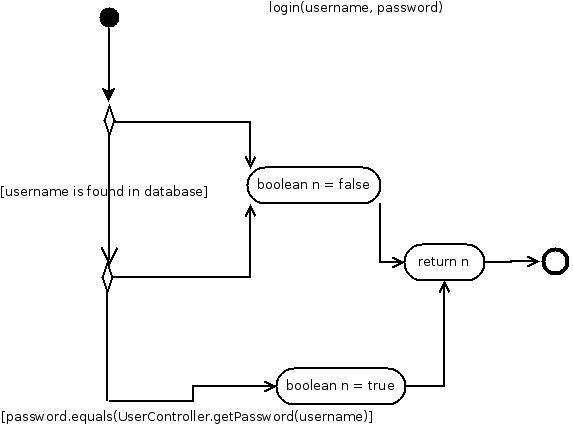 login(username, password)
[username is found in database]
boolean n = false
return n
boolean n = true
[password.equals(UserController.getPassword(username)]